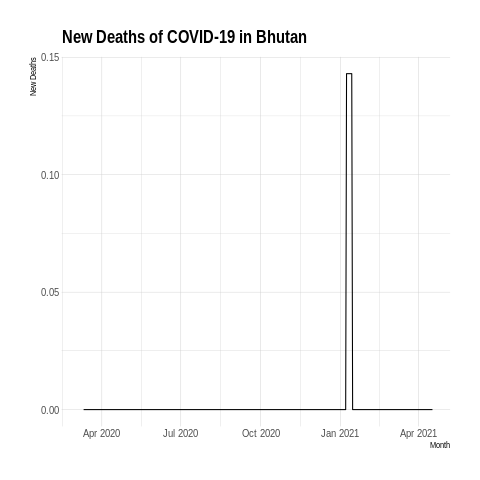 New Deaths of COVID-19 in Bhutan
New Deaths
0.15
0.10
0.05
0.00
Apr 2020 Jul 2020 Oct 2020 Jan 2021 Apr 2021
Month